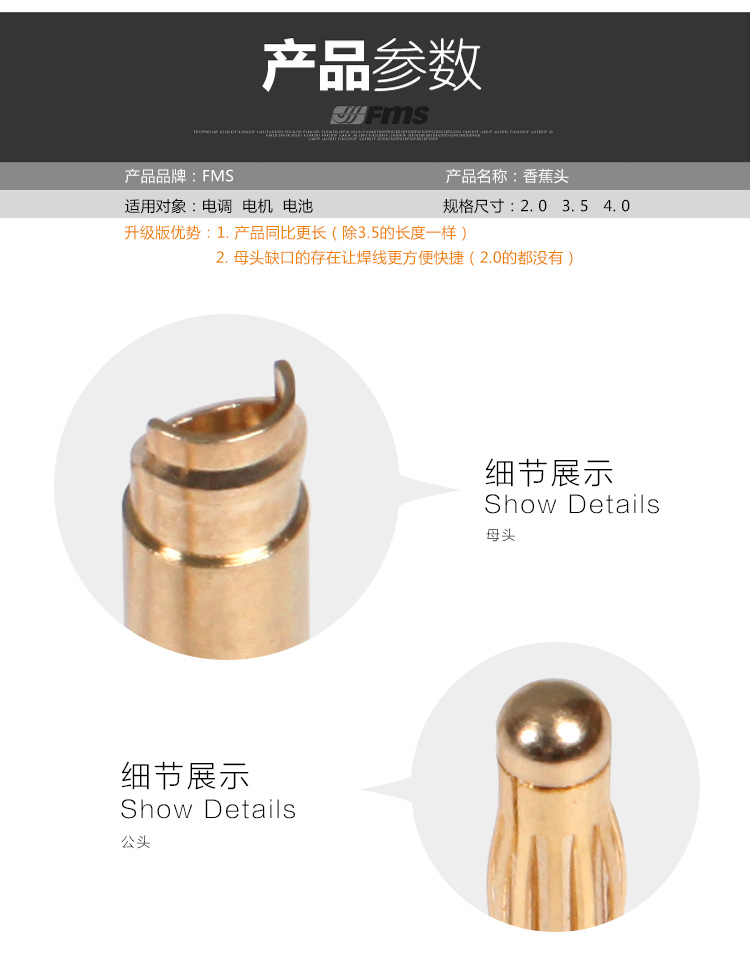 产品参数
FMS
产品品牌：FMS
产品名称：香蕉头
适用对象：电调 电机 电池
规格尺寸：2.0 3.5 4.0
升级版优势：1. 产品同比更长（除3.5的长度一样）
2. 母头缺口的存在让焊线更方便快捷（2.0的都没有）
细节展示
Show Details
母头
细节展示
Show Details
公头